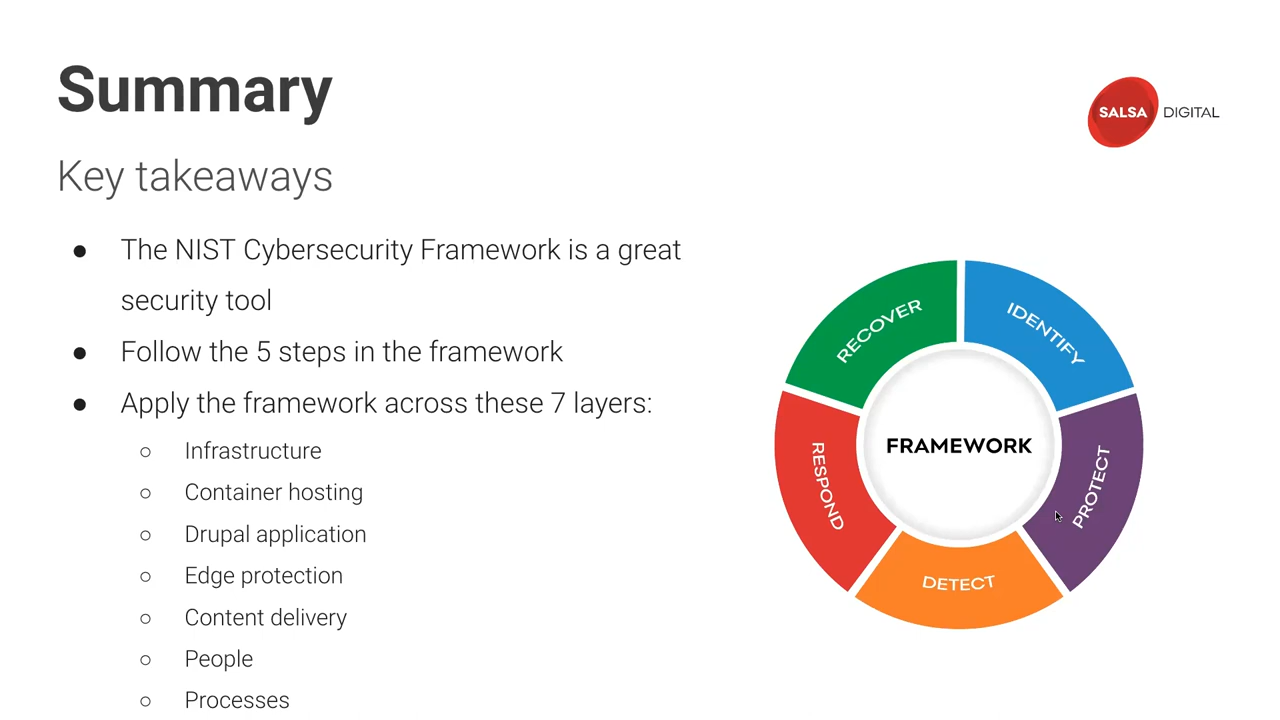 Summary
SALSA DIGITAL
Key takeaways
● The NIST Cybersecurity Framework is a great
security tool
● Follow the 5 steps in the framework
● Apply the framework across these 7 layers:
○ Infrastructure
○ Container hosting
○ Drupal application
○ Edge protection
○ Content delivery
○ People
○ Processes
RECOVER
IDENTIFY
FRAMEWORK
RESPOND
PROTECT
DETECT